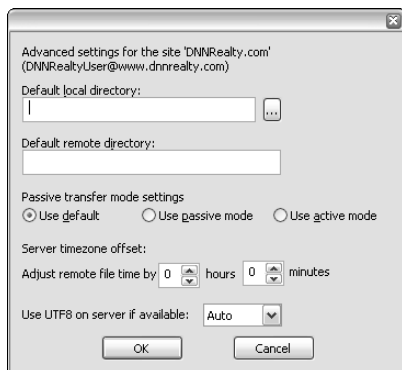 Advanced settings for the site 'DNNRealty.com'
(DNNRealtyUser@www.dnnrealty.com)
Default local directory:
...
Default remote directory:
Passive transfer mode settings
Use default Use passive mode Use active mode
Server timezone offset:
Adjust remote file time by 0 hours 0 minutes
Use UTF8 on server if available: Auto
OK Cancel